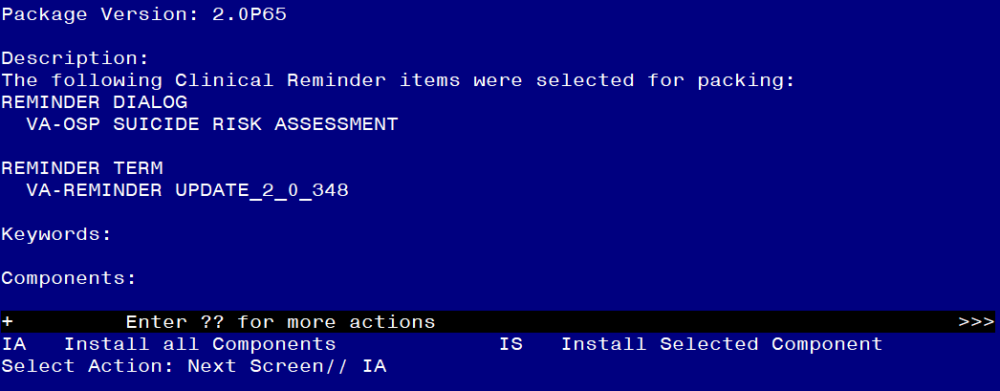 Package Version: 2.0P65
Description:
The following Clinical Reminder items were selected for packing:
REMINDER DIALOG
VA-OSP SUICIDE RISK ASSESSMENT
REMINDER TERM
VA-REMINDER UPDATE_2_0_348
Keywords:
Components:
+ Enter ?? for more actions >>>
IA Install all Components IS Install Selected Component
Select Action: Next Screen// IA